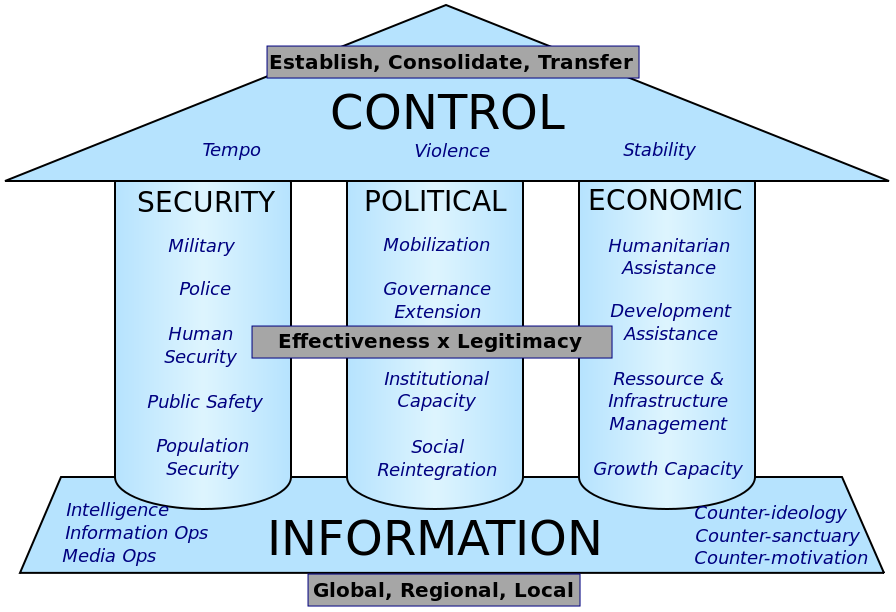 Establish, Consolidate, Transfer
CONTROL
Tempo
Violence
Stability
SECURITY
Military
Police
Human
Security
Public Safety
Population
Security
POLITICAL
Mobilization
Governance
Extension
Effectiveness x Legitimacy
Institutional
Capacity
Social
Reintegration
ECONOMIC
Humanitarian
Assistance
Development
Assistance
Ressource &
Infrastructure
Management
Growth Capacity
Intelligence
Information Ops
Media Ops
INFORMATION
Counter-ideology
Counter-sanctuary
Counter-motivation
Global, Regional, Local